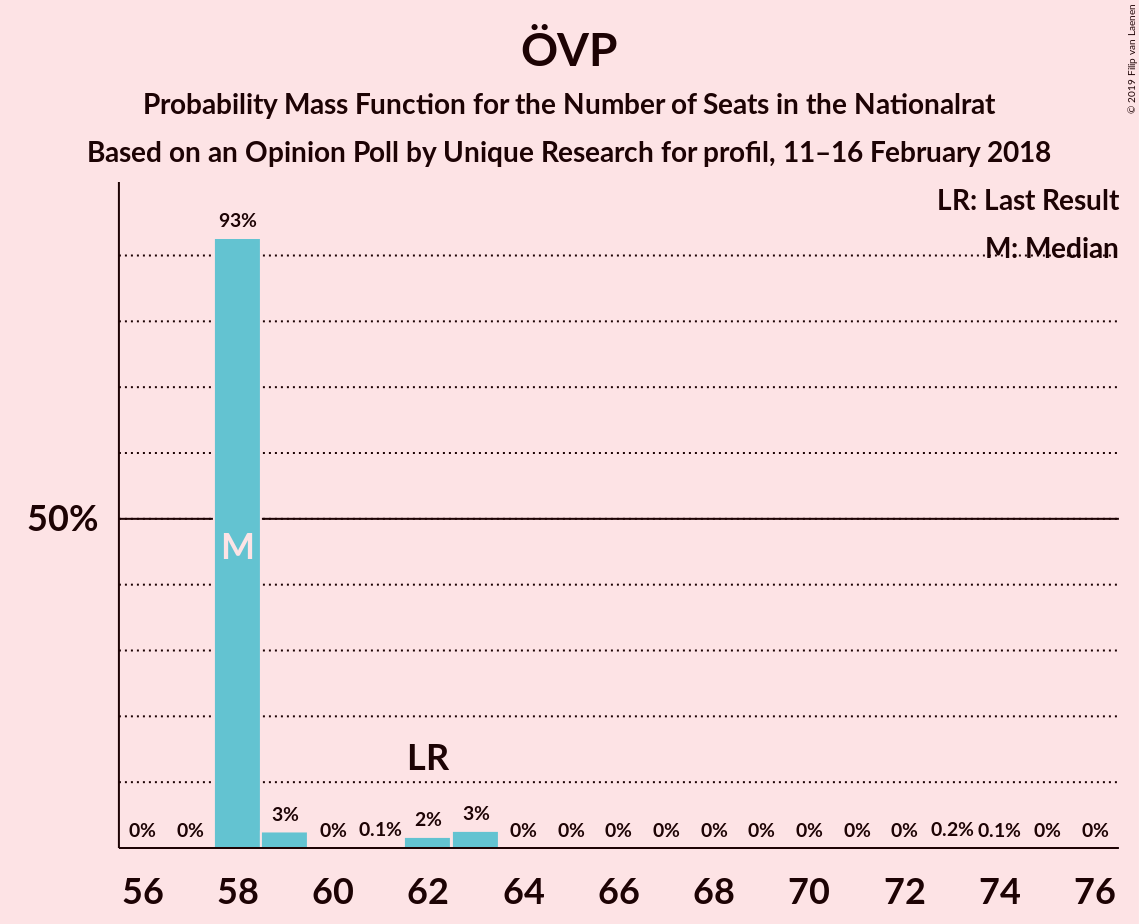 ÖVP
Probability Mass Function for the Number of Seats in the Nationalrat
Based on an Opinion Poll by Unique Research for profil, 11–16 February 2018
© 2019 Filip van Laenen
LR: Last Result
M: Median
93%
50%
M
LR
0% 0% 3% 0% 0.1% 2% 3% 0% 0% 0% 0% 0% 0% 0% 0% 0% 0.2% 0.1% 0% 0%
56 58 60 62 64 66 68 70 72 74 76